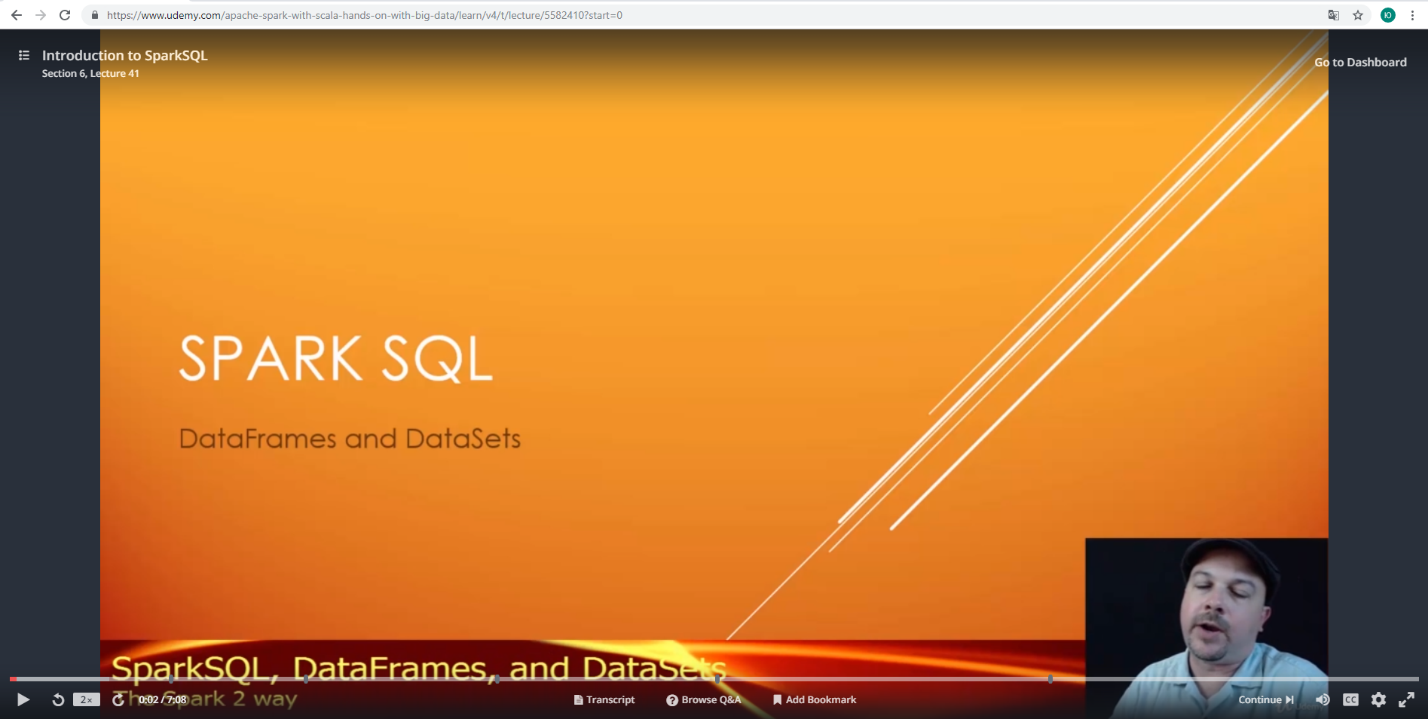 https://www.udemy.com/apache-spark-with-scala-hands-on-with-big-data/learn/v4/t/lecture/5582410?start=0
Ю
Introduction to SparkSQL
Section 6, Lecture 41
Go to Dashboard
SPARK SQL
DataFrames and DataSets
SparkSQL, DataFrames, and DataSets
The Spark 2 way
2×
0:02 / 7:08
Transcript
Browse Q&A
Add Bookmark
Continue
CC